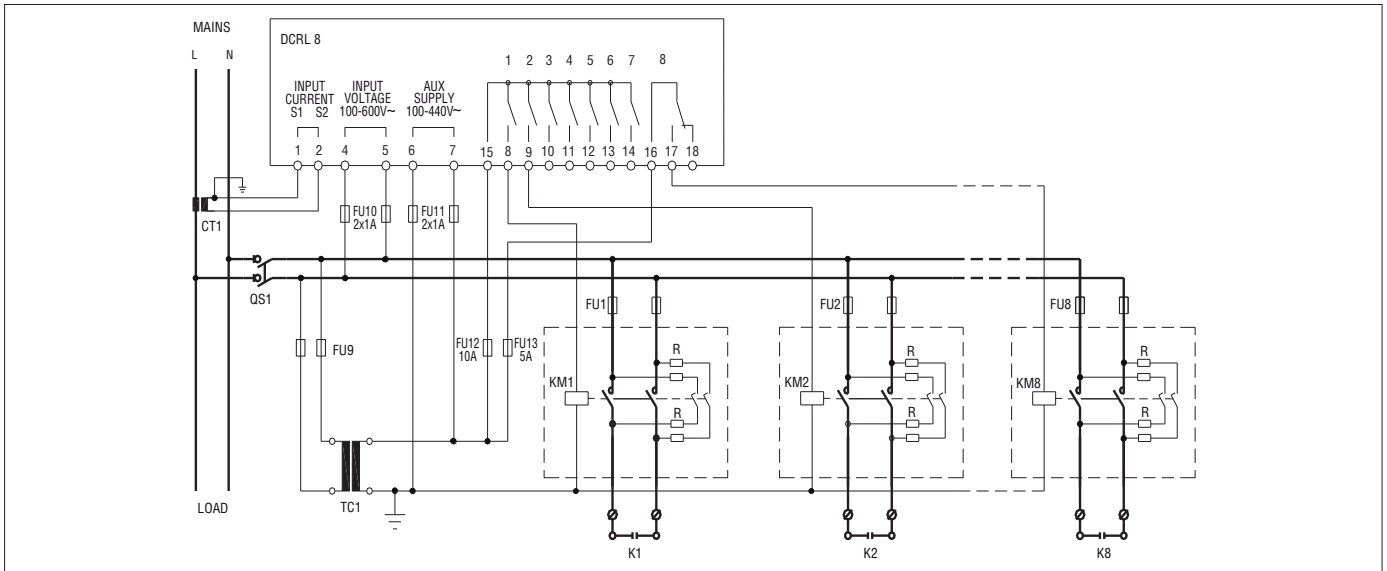 MAINS
L N
DCRL 8
INPUT CURRENT
S1 S2
INPUT VOLTAGE
100-600V~
AUX SUPPLY
100-440V~
1 2 3 4 5 6 7 8
1 2 4 5 6 7 15 8 9 10 11 12 13 14 16 17 18
CT1
FU10
2x1A
FU11
2x1A
QS1
FU1
FU2
FU8
FU9
FU12
10A
FU13
5A
R
R
R
KM1
KM2
KM8
R
R
R
LOAD
TC1
K1
K2
K8